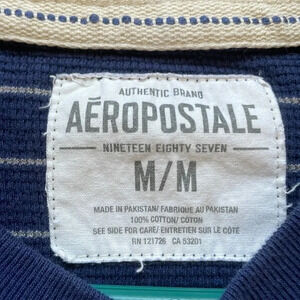 AUTHENTIC BRAND
AÉROPOSTALE
NINETEEN EIGHTY SEVEN
M/M
MADE IN PAKISTAN/ FABRIQUE AU PAKISTAN
100% COTTON/ COTON
SEE SIDE FOR CARE/ ENTRETIEN SUR LE CÔTÉ
RN 121726 CA 53201